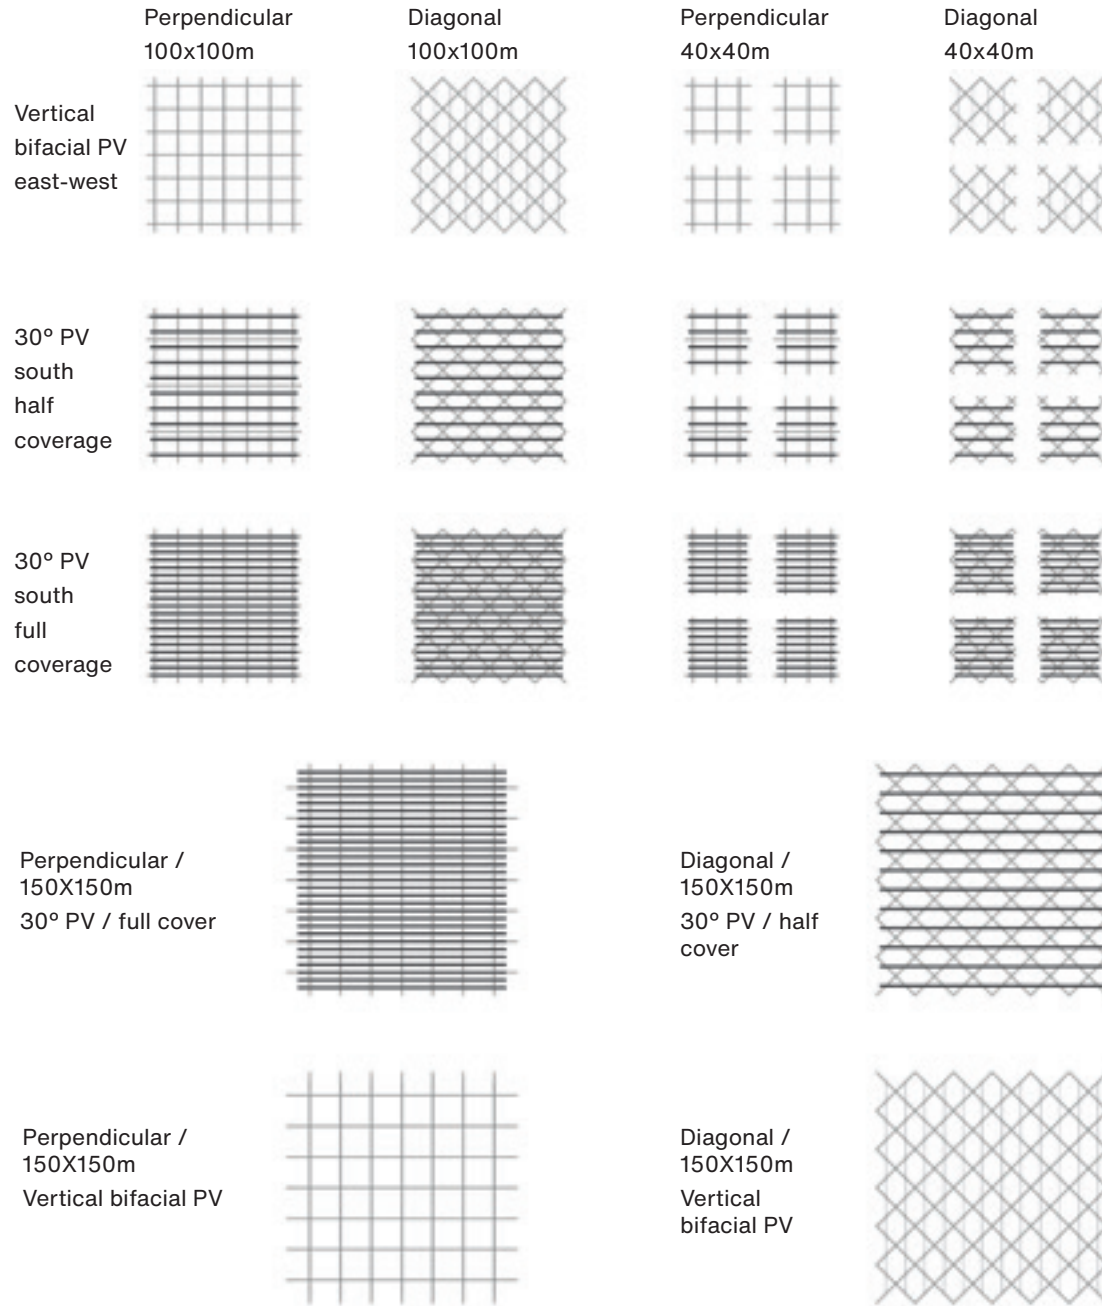 Perpendicular
100x100m
Diagonal
100x100m
Perpendicular
40x40m
Diagonal
40x40m
Vertical
bifacial PV
east-west
30º PV
south
half
coverage
30º PV
south
full
coverage
Perpendicular /
150X150m
30º PV / full cover
Diagonal /
150X150m
30º PV / half
cover
Perpendicular /
150X150m
Vertical bifacial PV
Diagonal /
150X150m
Vertical
bifacial PV